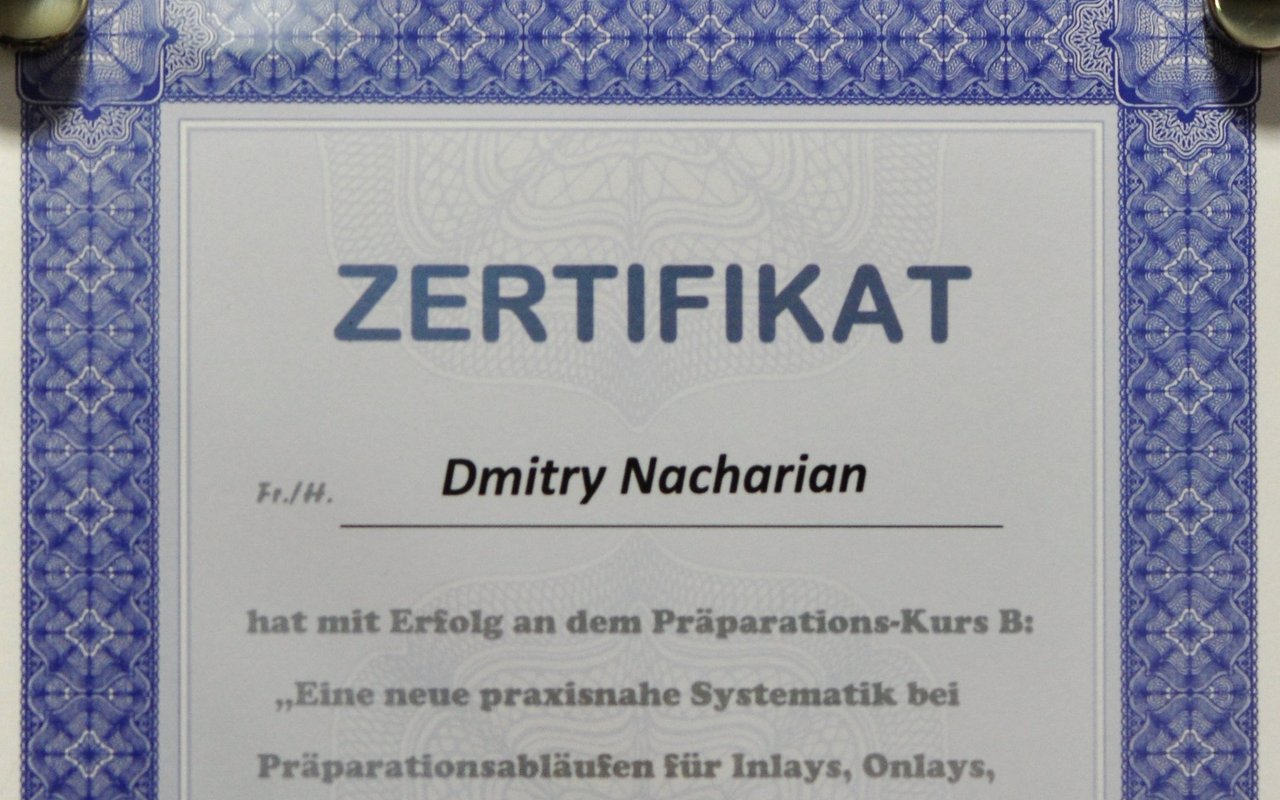 ZERTIFIKAT
Fr./H. Dmitry Nacharian
hat mit Erfolg an dem Präparations-Kurs B:
„Eine neue praxisnahe Systematik bei
Präparationsabläufen für Inlays, Onlays,